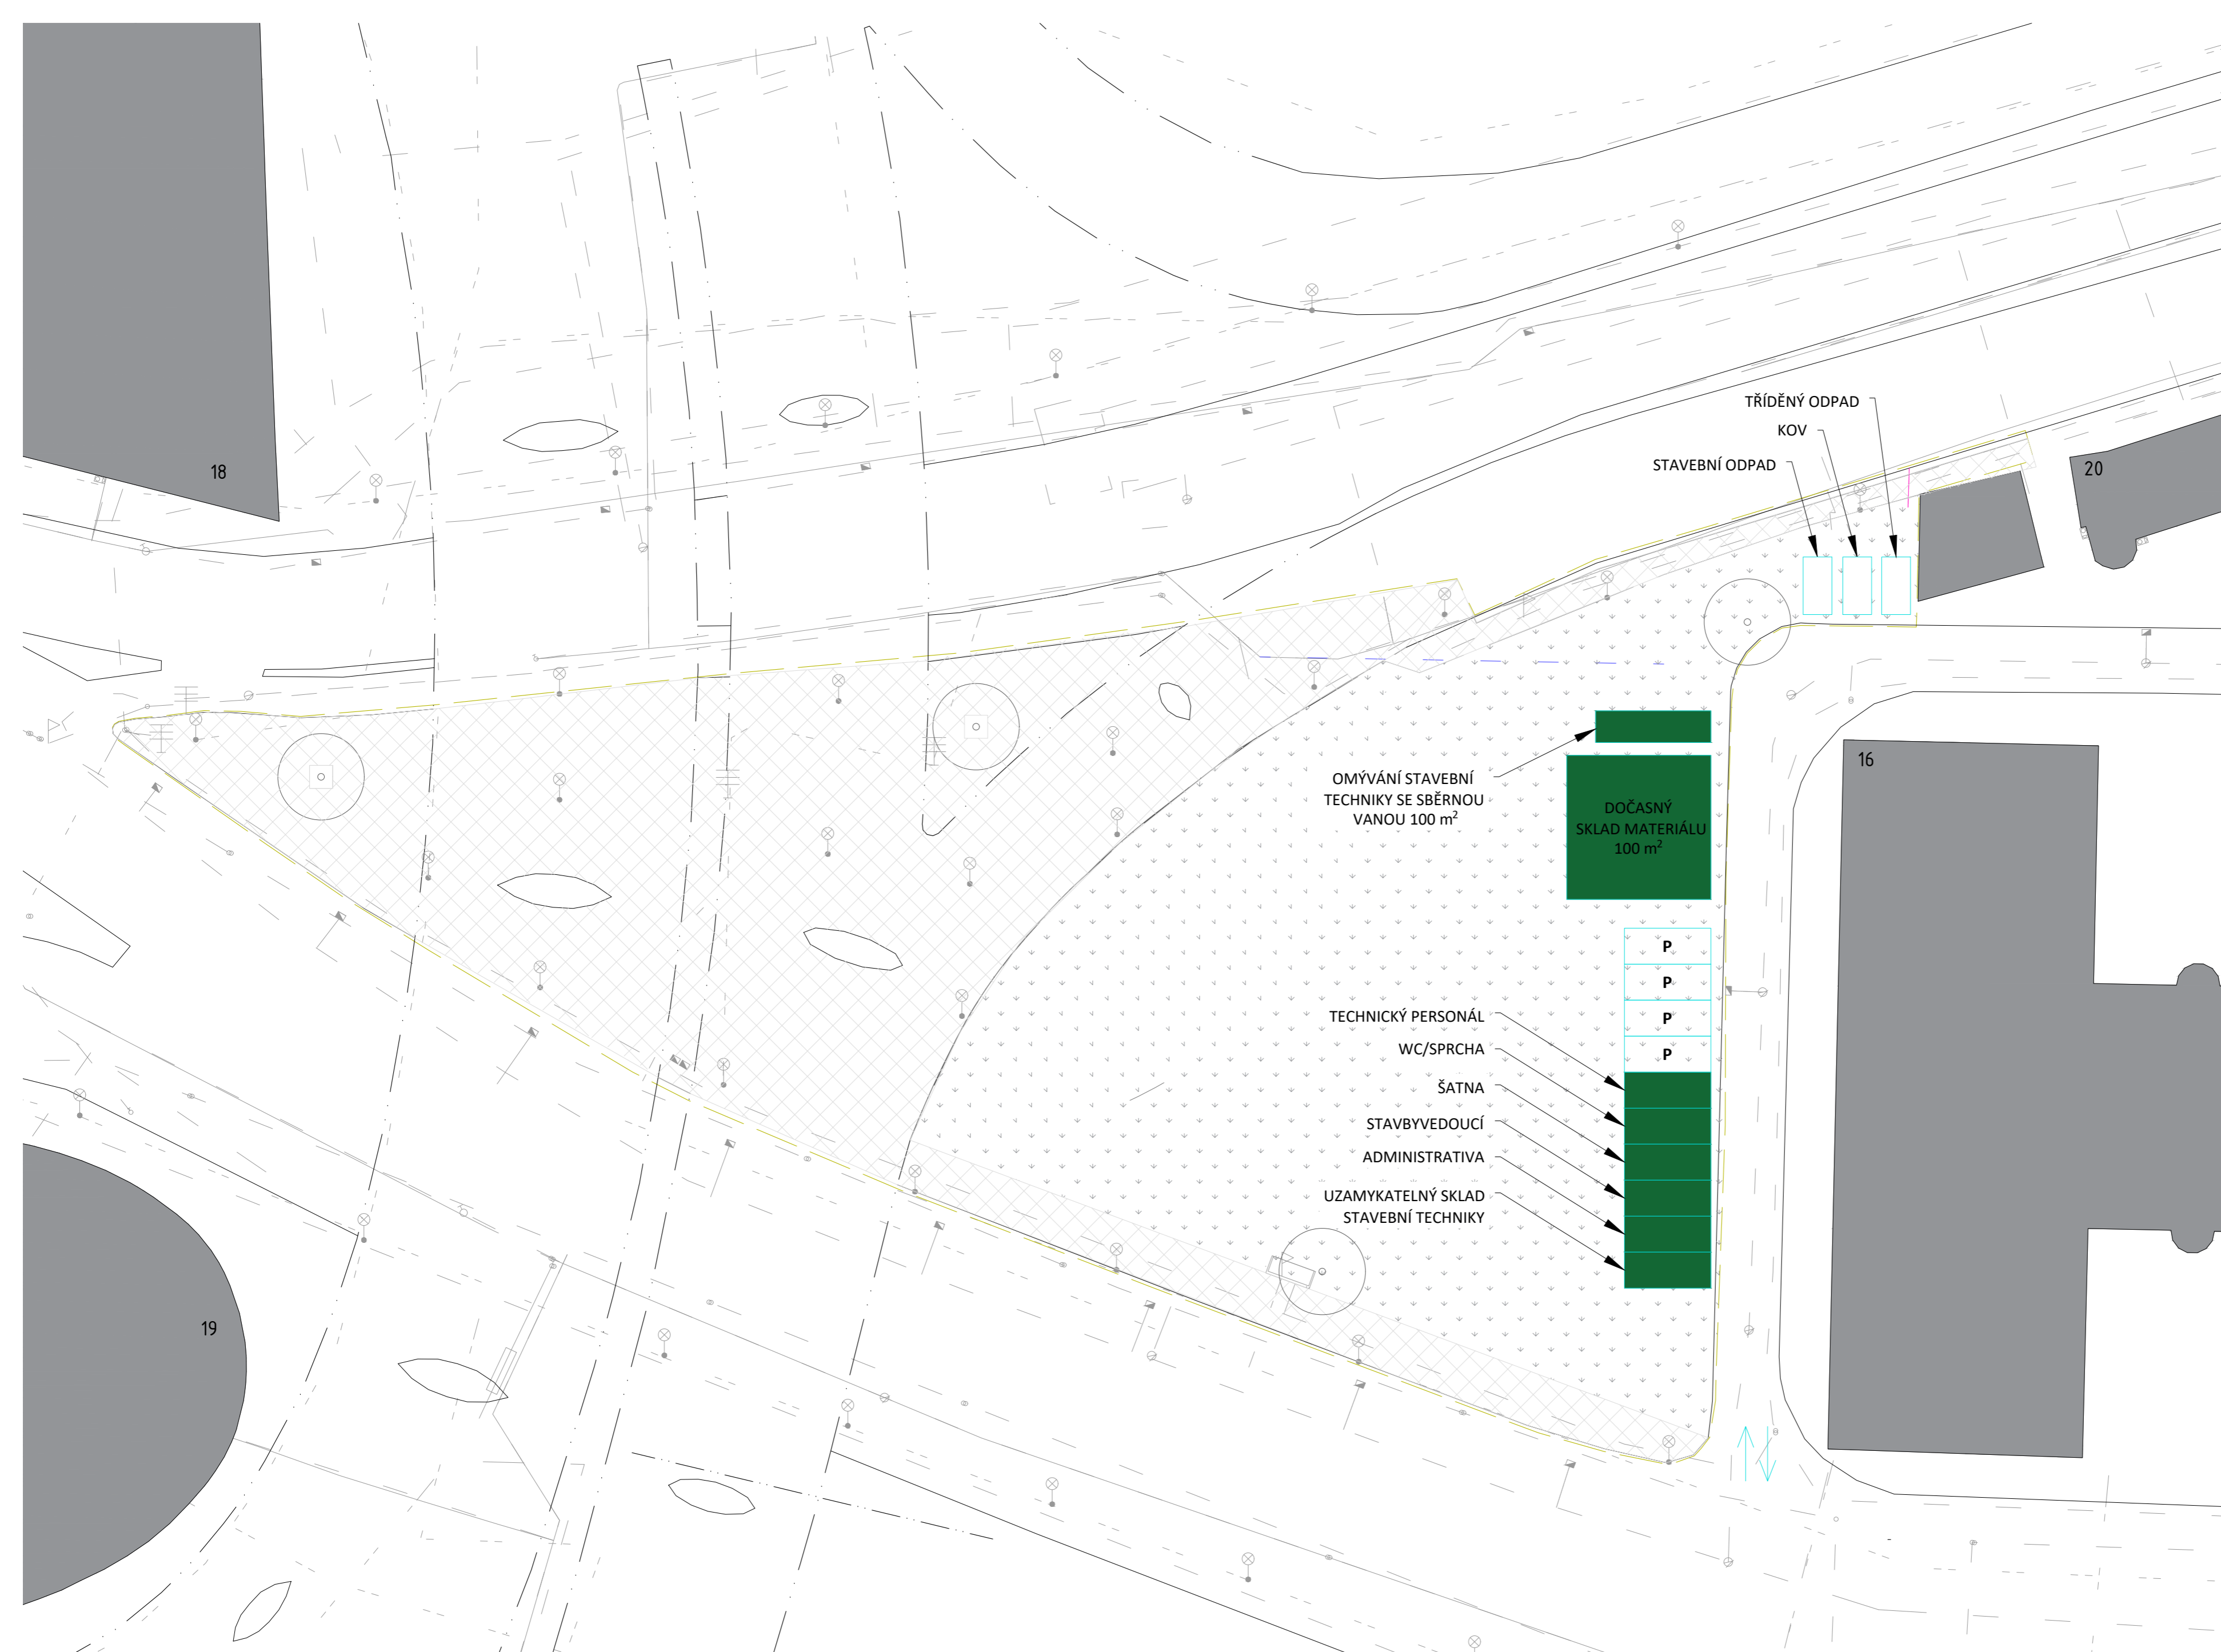 TŘÍDĚNÝ ODPAD
KOV
STAVEBNÍ ODPAD
18
20
16
OMÝVÁNÍ STAVEBNÍ
TECHNIKY SE SBĚRNOU
VANOU 100 m²
DOČASNÝ
SKLAD MATERIÁLU
100 m²
P
P
P
P
TECHNICKÝ PERSONÁL
WC/SPRCHA
ŠATNA
STAVBYVEDOUCÍ
ADMINISTRATIVA
UZAMYKATELNÝ SKLAD
STAVEBNÍ TECHNIKY
19